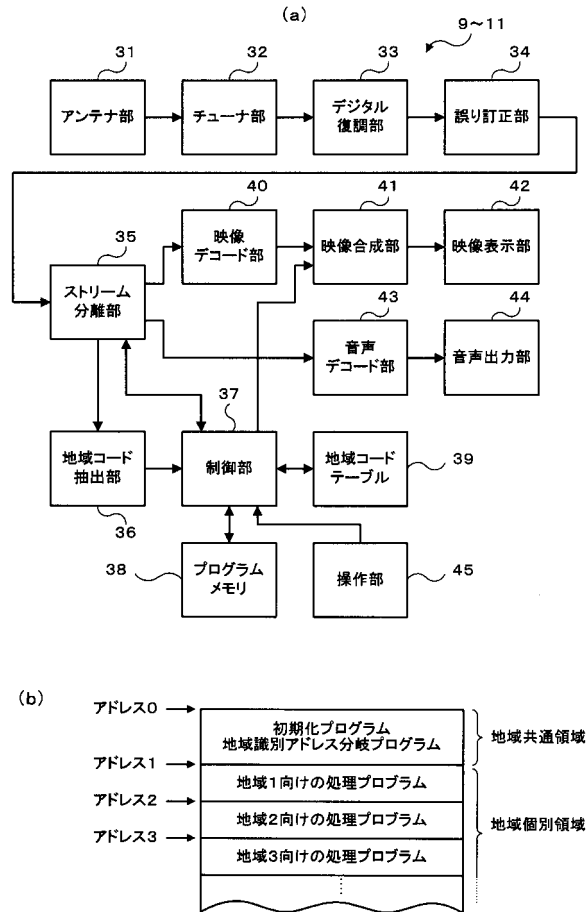 (a)
9～11
31
32
33
34
アンテナ部
チューナ部
デジタル
復調部
誤り訂正部
40
41
42
35
映像
デコード部
映像合成部
映像表示部
ストリーム
分離部
43
44
音声
デコード部
音声出力部
37
地域コード
抽出部
制御部
地域コード
テーブル
39
36
38
プログラム
メモリ
操作部
45
(b)
アドレス0
初期化プログラム
地域識別アドレス分岐プログラム
地域共通領域
アドレス1
地域1向けの処理プロブラム
アドレス2
地域2向けの処理プロブラム
地域個別領域
アドレス3
地域3向けの処理プロブラム